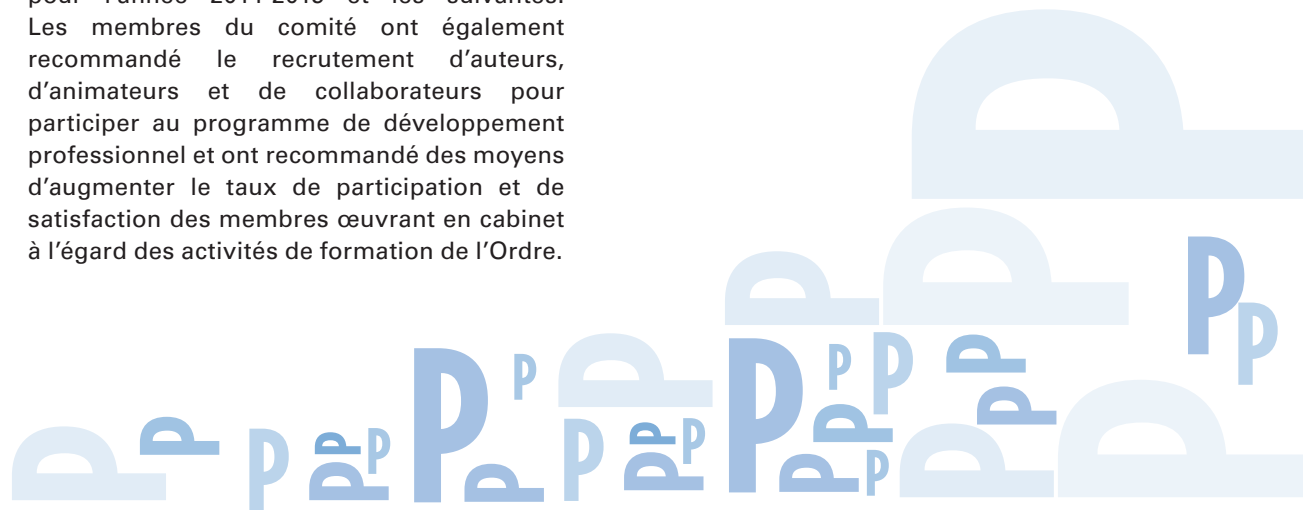 Les membres du comité ont également
recommandé le recrutement d’auteurs,
d’animateurs et de collaborateurs pour
participer au programme de développement
professionnel et ont recommandé des moyens
d’augmenter le taux de participation et de
satisfaction des membres œuvrant en cabinet
à l’égard des activités de formation de l’Ordre.